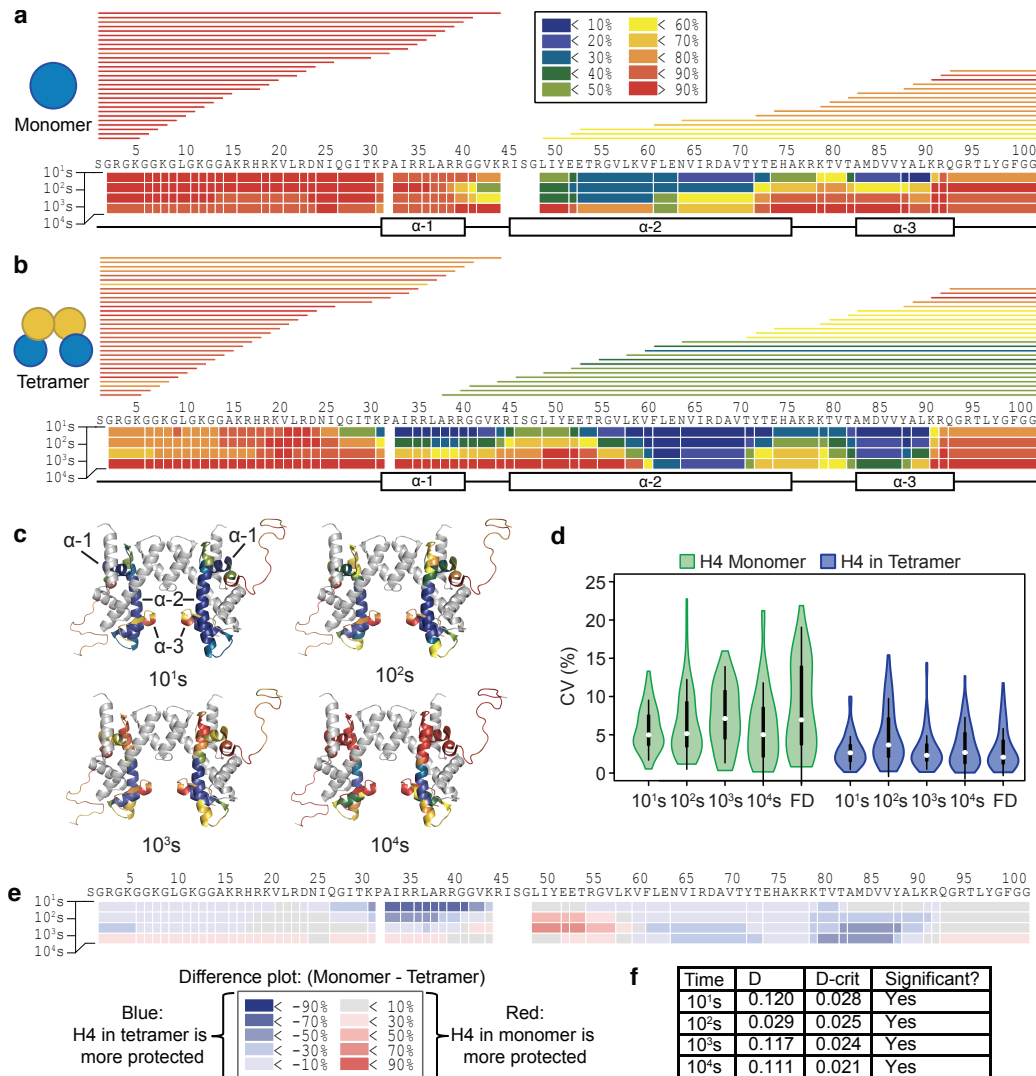 a
Monomer
< 10% < 60%
< 20% < 70%
< 30% < 80%
< 40% < 90%
< 50% > 90%
5 10 15 20 25 30 35 40 45 50 55 60 65 70 75 80 85 90 95 100
SGRGKGGKGLGKGGAKRHRKVLRDNIQGITKPAIRRLARRGGVKRISGLIYEETRGVLKVFLENVIRDAVTYTEHAKRKTVTAMDVVYALKRQGRTLYGFGG
10¹s
10²s
10³s
10⁴s
α-1 α-2 α-3
b
Tetramer
5 10 15 20 25 30 35 40 45 50 55 60 65 70 75 80 85 90 95 100
SGRGKGGKGLGKGGAKRHRKVLRDNIQGITKPAIRRLARRGGVKRISGLIYEETRGVLKVFLENVIRDAVTYTEHAKRKTVTAMDVVYALKRQGRTLYGFGG
10¹s
10²s
10³s
10⁴s
α-1 α-2 α-3
c
α-1 α-1
α-2
α-3
10¹s 10²s
10³s 10⁴s
d
H4 Monomer H4 in Tetramer
CV (%)
25
20
15
10
5
0
10¹s 10²s 10³s 10⁴s FD 10¹s 10²s 10³s 10⁴s FD
e
5 10 15 20 25 30 35 40 45 50 55 60 65 70 75 80 85 90 95 100
SGRGKGGKGLGKGGAKRHRKVLRDNIQGITKPAIRRLARRGGVKRISGLIYEETRGVLKVFLENVIRDAVTYTEHAKRKTVTAMDVVYALKRQGRTLYGFGG
10¹s
10²s
10³s
10⁴s
Difference plot: (Monomer - Tetramer)
Blue:
H4 in tetramer is
more protected
< -90% < 10%
< -70% < 30%
< -50% < 50%
< -30% < 70%
< -10% < 90%
Red:
H4 in monomer is
more protected
f
Time D D-crit Significant?
10¹s 0.120 0.028 Yes
10²s 0.029 0.025 Yes
10³s 0.117 0.024 Yes
10⁴s 0.111 0.021 Yes